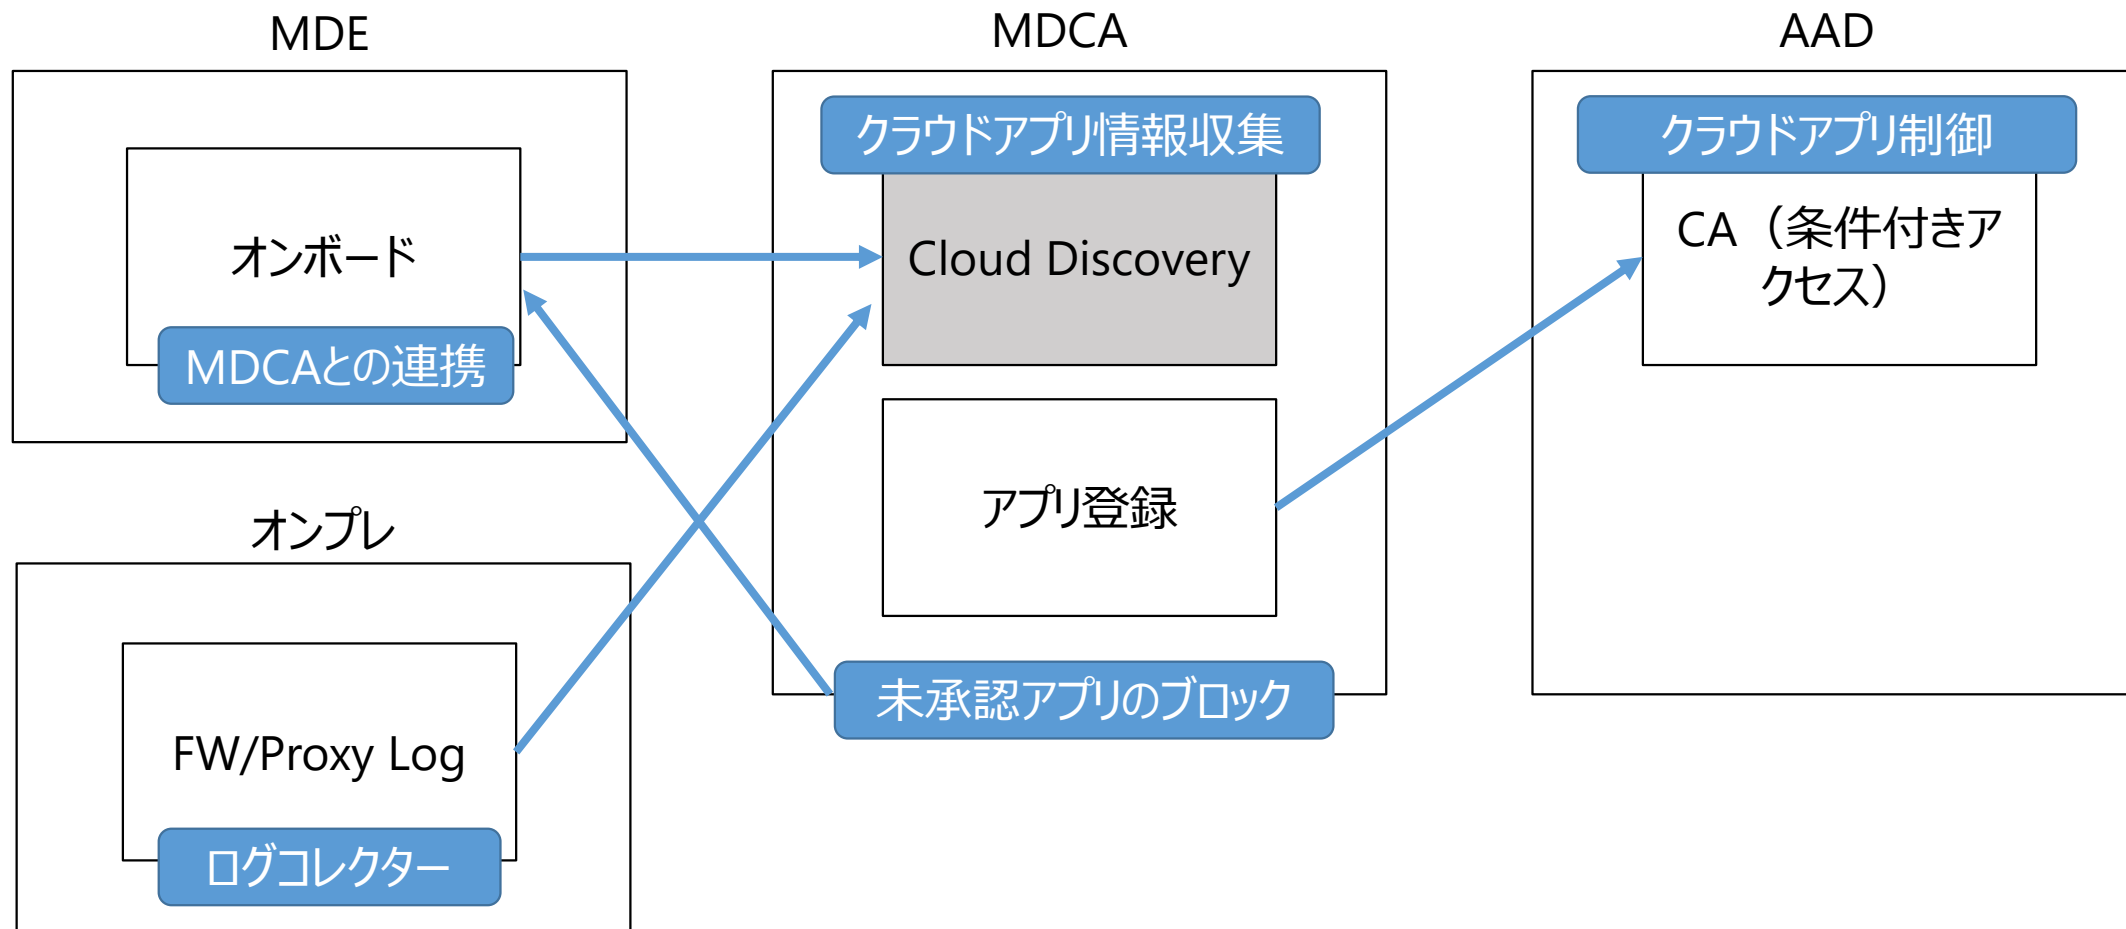 MDE
オンボード
MDCAとの連携
オンプレ
FW/Proxy Log
ログコレクター
MDCA
クラウドアプリ情報収集
Cloud Discovery
アプリ登録
未承認アプリのブロック
AAD
クラウドアプリ制御
CA（条件付きア
クセス）